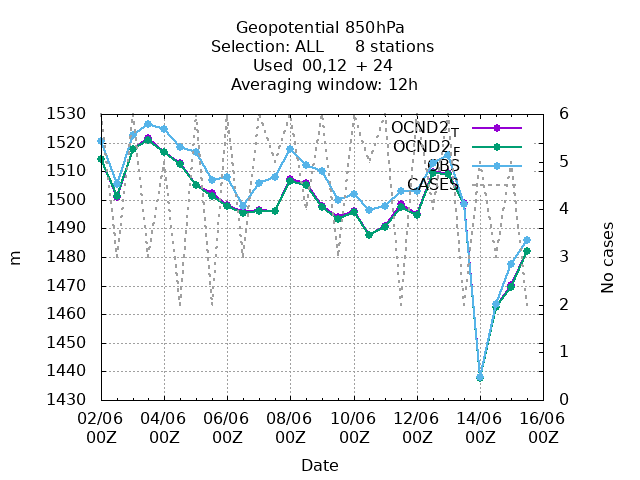 Geopotential 850hPa
Selection: ALL 8 stations
Used 00,12 + 24
Averaging window: 12h
1530
1520
1510
1500
1490
1480
1470
1460
1450
1440
1430
m
6
5
4
3
2
1
0
No cases
OCND2_T
OCND2_F
OBS
CASES
02/06 04/06 06/06 08/06 10/06 12/06 14/06 16/06
00Z 00Z 00Z 00Z 00Z 00Z 00Z 00Z
Date